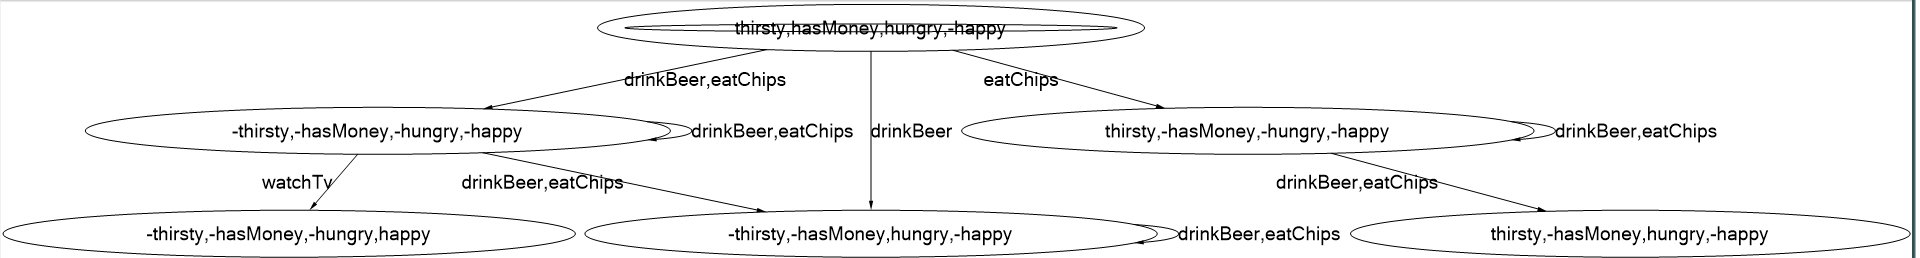 thirsty,hasMoney,hungry,-happy
drinkBeer,eatChips
eatChips
-thirsty,-hasMoney,-hungry,-happy
drinkBeer,eatChips
drinkBeer
thirsty,-hasMoney,-hungry,-happy
drinkBeer,eatChips
watchTv
drinkBeer,eatChips
drinkBeer,eatChips
-thirsty,-hasMoney,-hungry,happy
-thirsty,-hasMoney,hungry,-happy
drinkBeer,eatChips
thirsty,-hasMoney,hungry,-happy